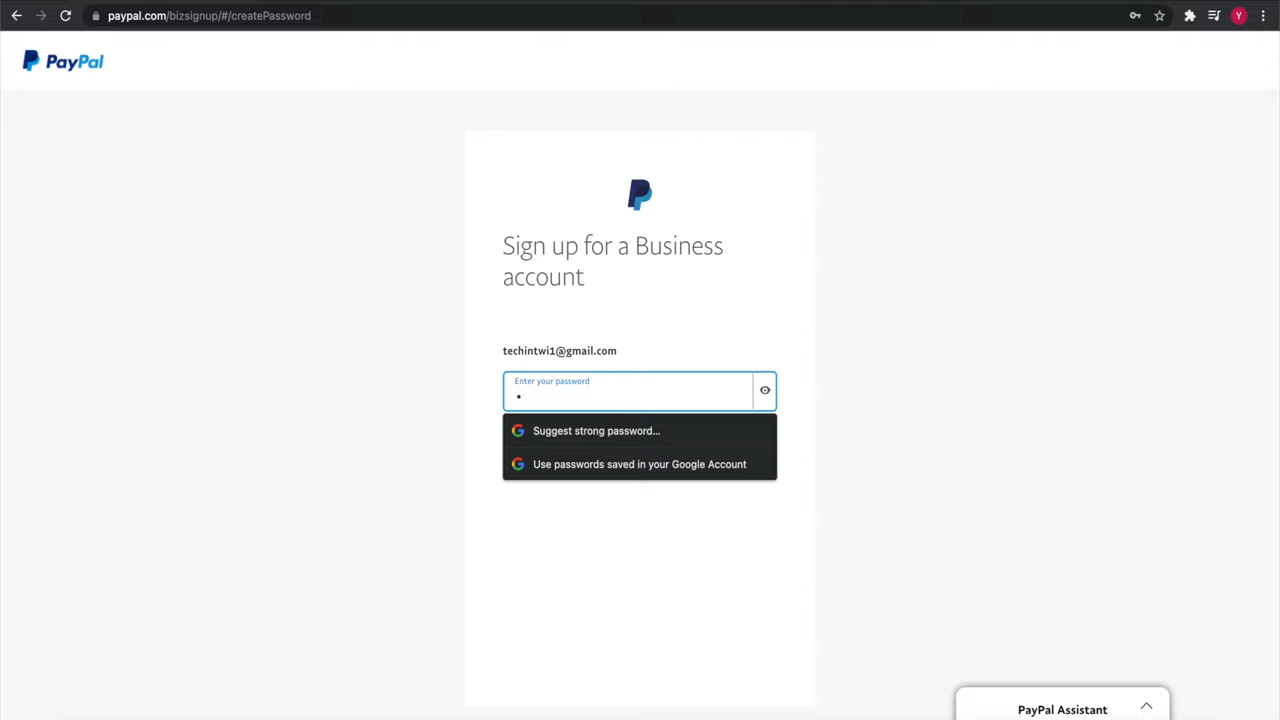 paypal.com/bizsignup/#/createPassword
Y
PayPal
Sign up for a Business
account
techintwi1@gmail.com
Enter your password
Suggest strong password...
Use passwords saved in your Google Account
PayPal Assistant